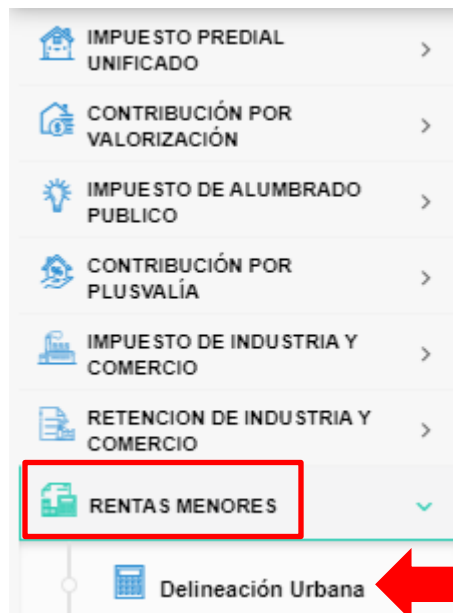 IMPUESTO PREDIAL
UNIFICADO
CONTRIBUCIÓN POR
VALORIZACIÓN
IMPUESTO DE ALUMBRADO
PUBLICO
CONTRIBUCIÓN POR
PLUSVALÍA
IMPUESTO DE INDUSTRIA Y
COMERCIO
RETENCION DE INDUSTRIA Y
COMERCIO
RENTAS MENORES
Delineación Urbana